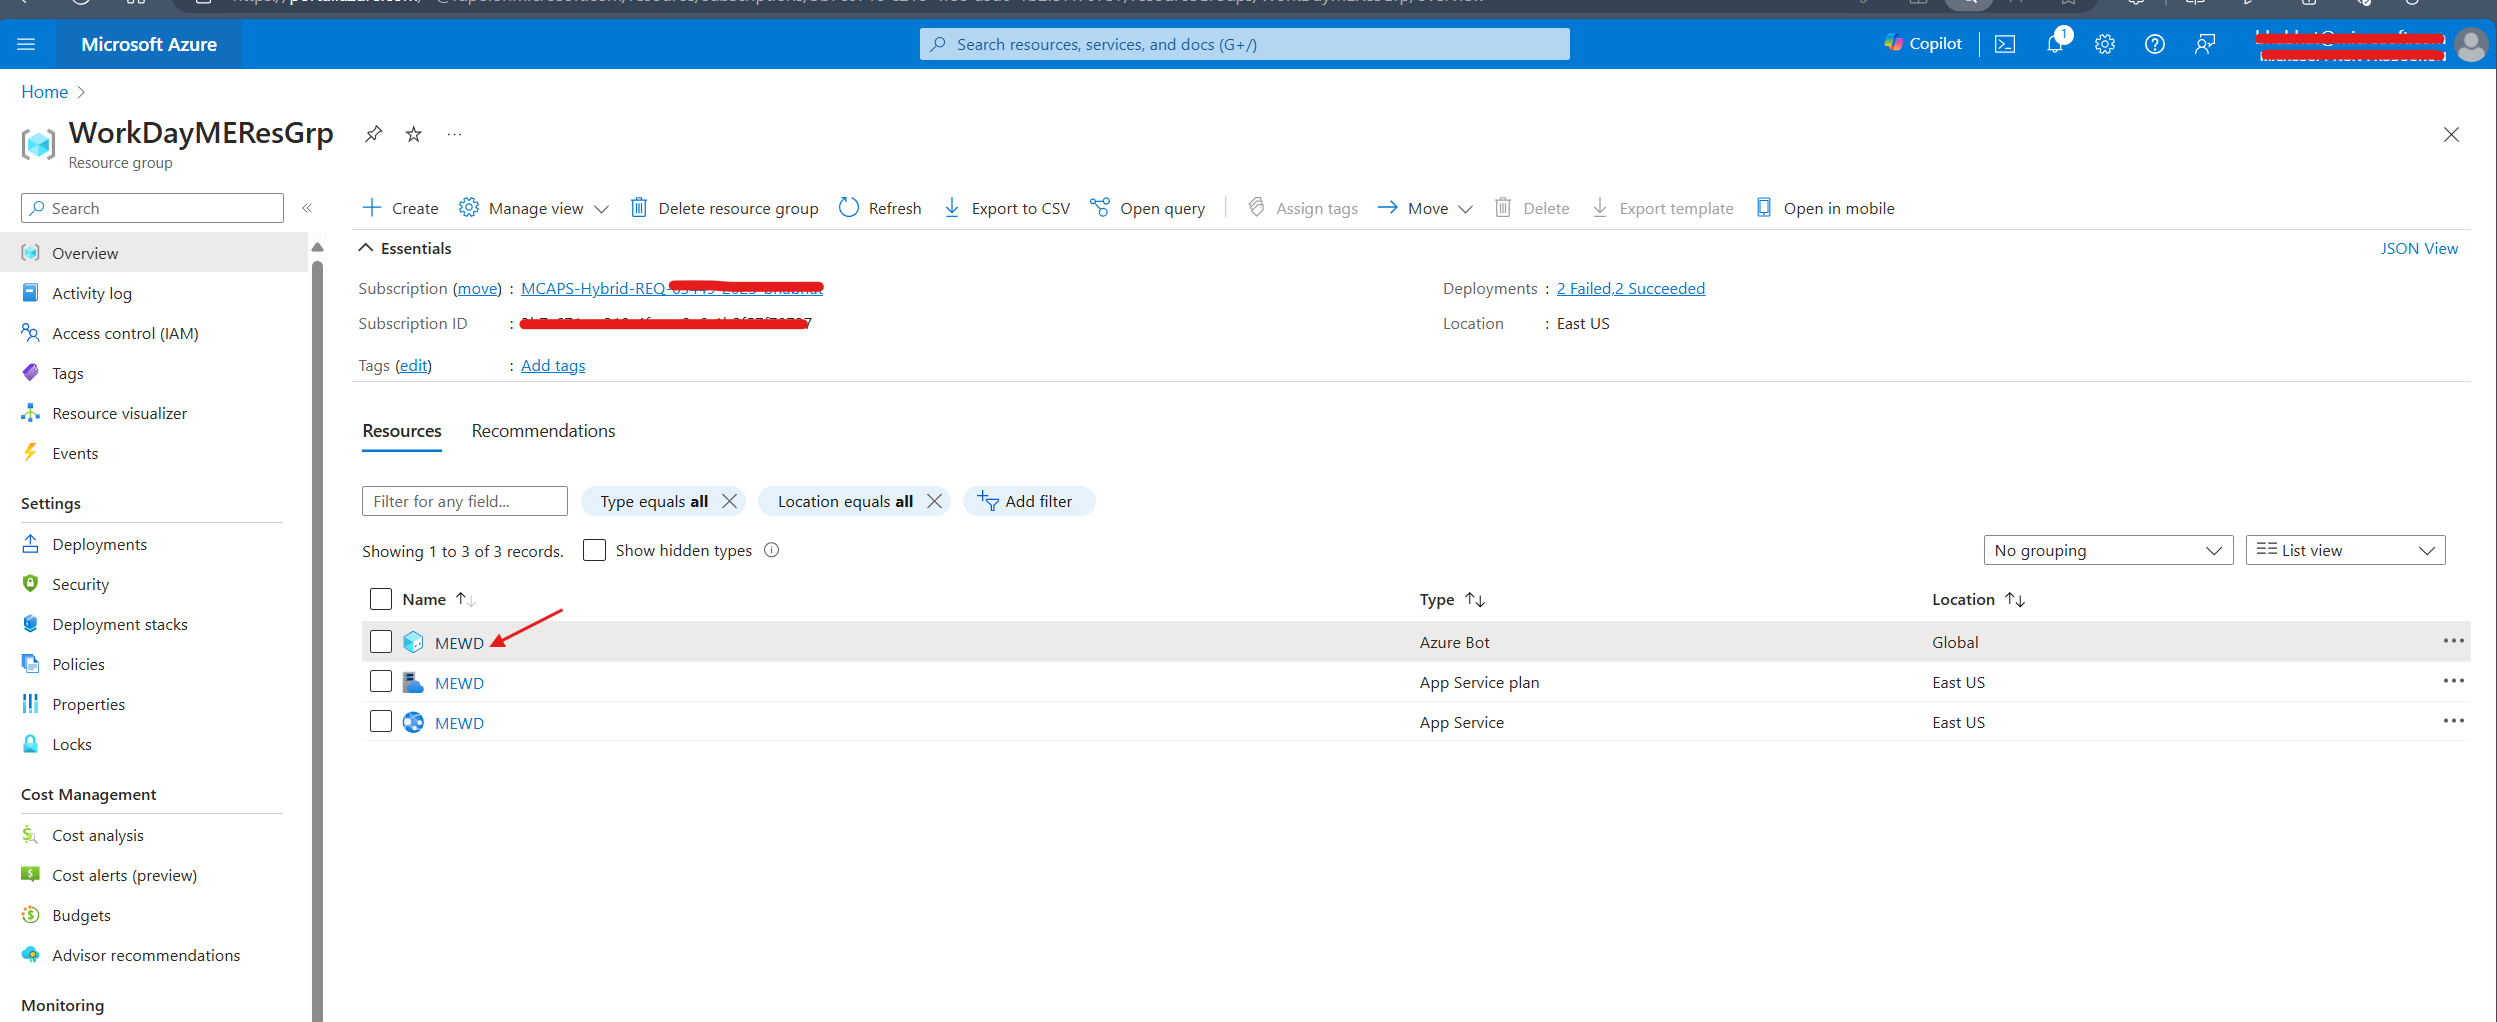 Microsoft Azure
Search resources, services, and docs (G+/)
Copilot
1
Home
WorkDayMEResGrp
Resource group
Search
Create
Manage view
Delete resource group
Refresh
Export to CSV
Open query
Assign tags
Move
Delete
Export template
Open in mobile
Overview
Activity log
Access control (IAM)
Tags
Resource visualizer
Events
Settings
Deployments
Security
Deployment stacks
Policies
Properties
Locks
Cost Management
Cost analysis
Cost alerts (preview)
Budgets
Advisor recommendations
Monitoring
Essentials
JSON View
Subscription (move) : MCAPS-Hybrid-REQ-
Deployments : 2 Failed,2 Succeeded
Subscription ID :
Location : East US
Tags (edit) : Add tags
Resources Recommendations
Filter for any field...
Type equals all
Location equals all
Add filter
Showing 1 to 3 of 3 records.
Show hidden types
No grouping
List view
Name Type Location
MEWD Azure Bot Global
MEWD App Service plan East US
MEWD App Service East US